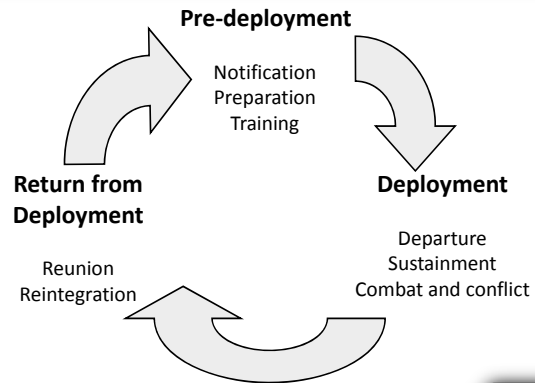 Pre-deployment
Notification
Preparation
Training
Deployment
Departure
Sustainment
Combat and conflict
Return from
Deployment
Reunion
Reintegration